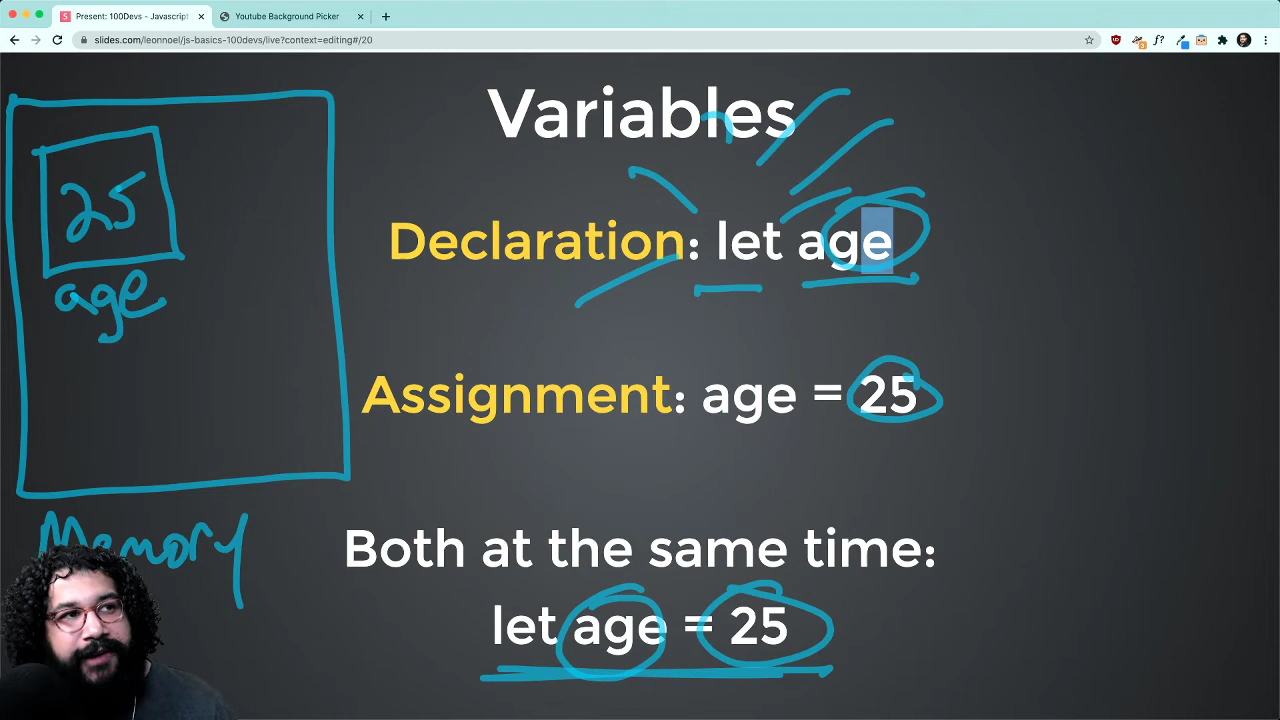 Present: 100Devs - Javascript
Youtube Background Picker
slides.com/leonnoel/js-basics-100devs/live?context=editing#/20
f?
Variables
25
age
Declaration: let age
Assignment: age = 25
Memory
Both at the same time:
let age = 25